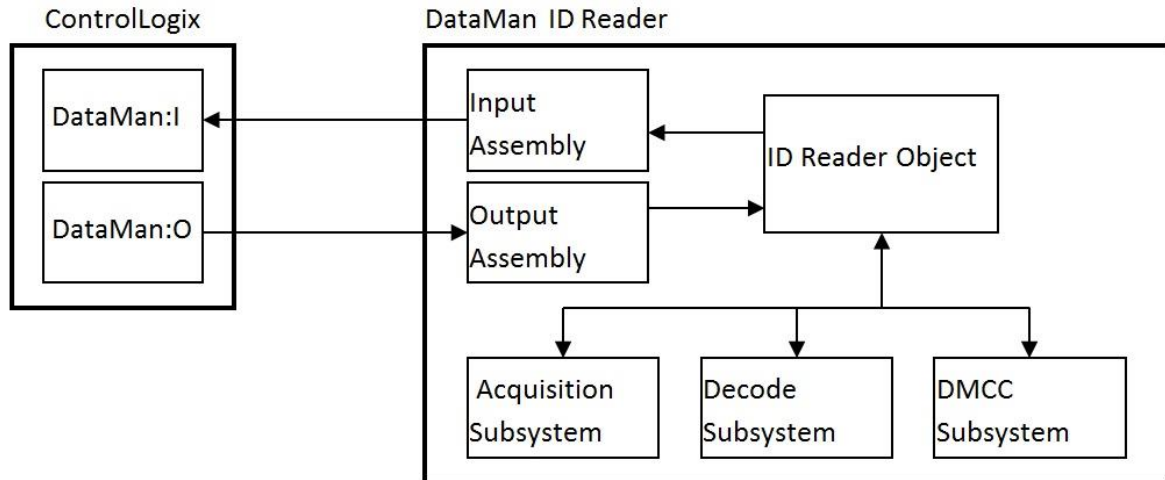 ControlLogix
DataMan ID Reader
DataMan:I
DataMan:O
Input
Assembly
Output
Assembly
ID Reader Object
Acquisition
Subsystem
Decode
Subsystem
DMCC
Subsystem